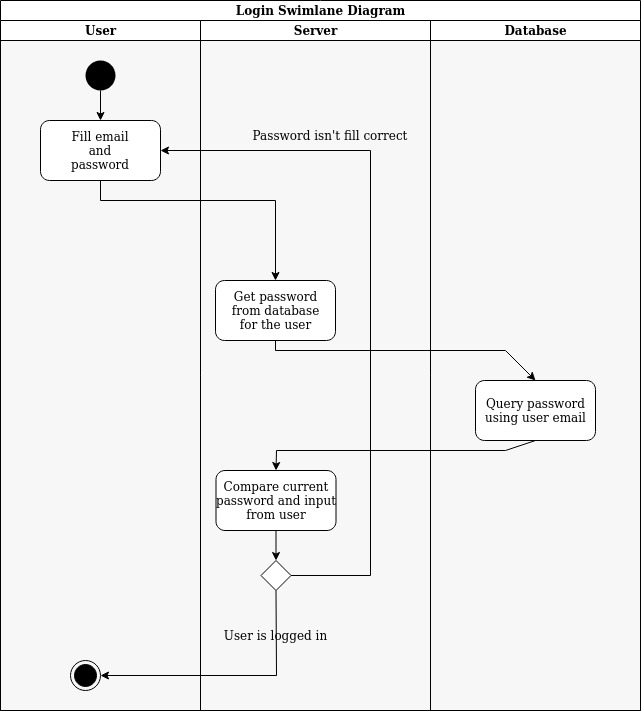 Login Swimlane Diagram
User
Server
Database
Fill email
and
password
Password isn't fill correct
Get password
from database
for the user
Query password
using user email
Compare current
password and input
from user
User is logged in